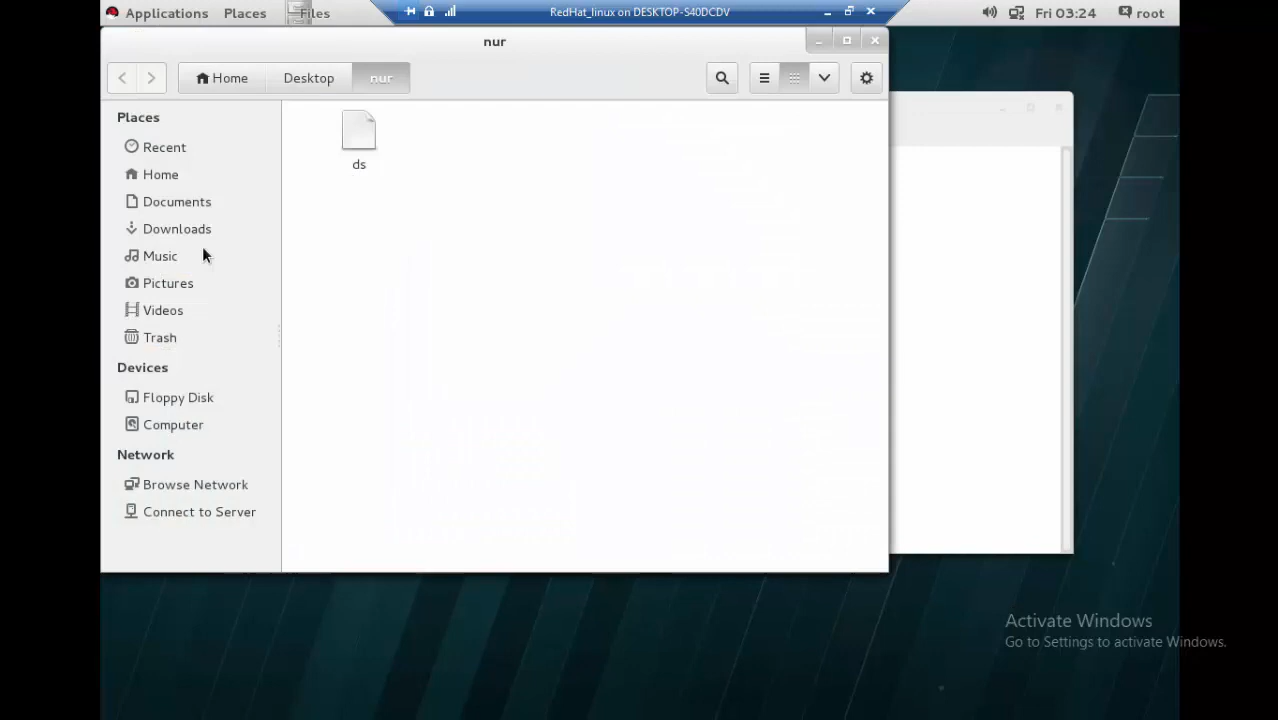 Applications Places Files RedHat_linux on DESKTOP-S40DCDV Fri 03:24 root
nur
Home Desktop nur
Places
Recent
Home
Documents
Downloads
Music
Pictures
Videos
Trash
Devices
Floppy Disk
Computer
Network
Browse Network
Connect to Server
ds
Activate Windows
Go to Settings to activate Windows.